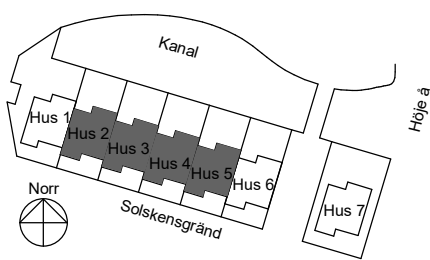 Kanal
Höje å
Hus 1
Hus 2
Hus 3
Hus 4
Hus 5
Hus 6
Hus 7
Norr
Solskensgränd